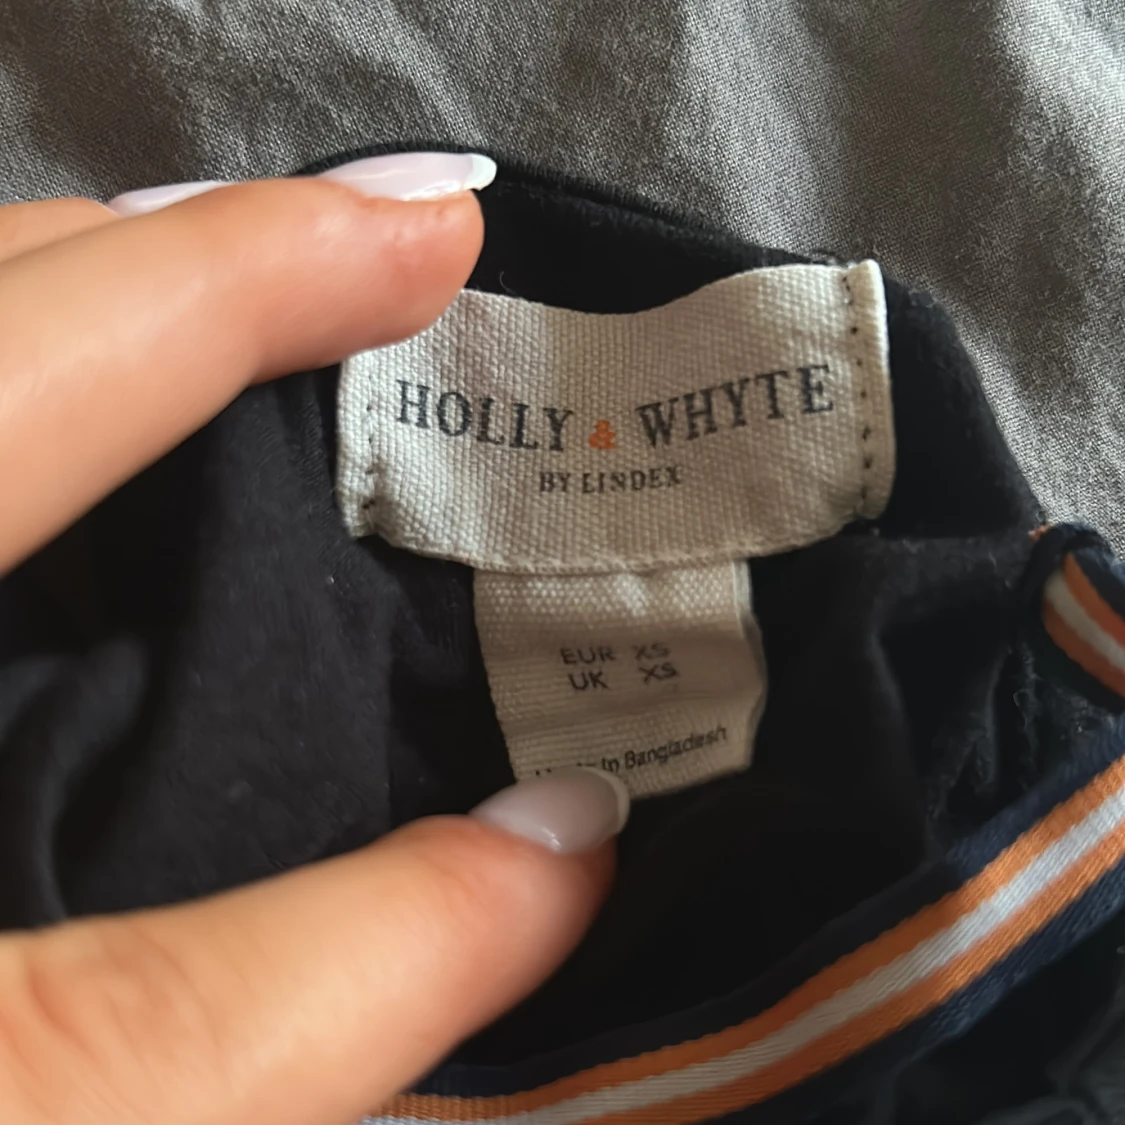 HOLLY & WHYTE
BY LINDEX
EUR XS
UK XS
In Bangladesh